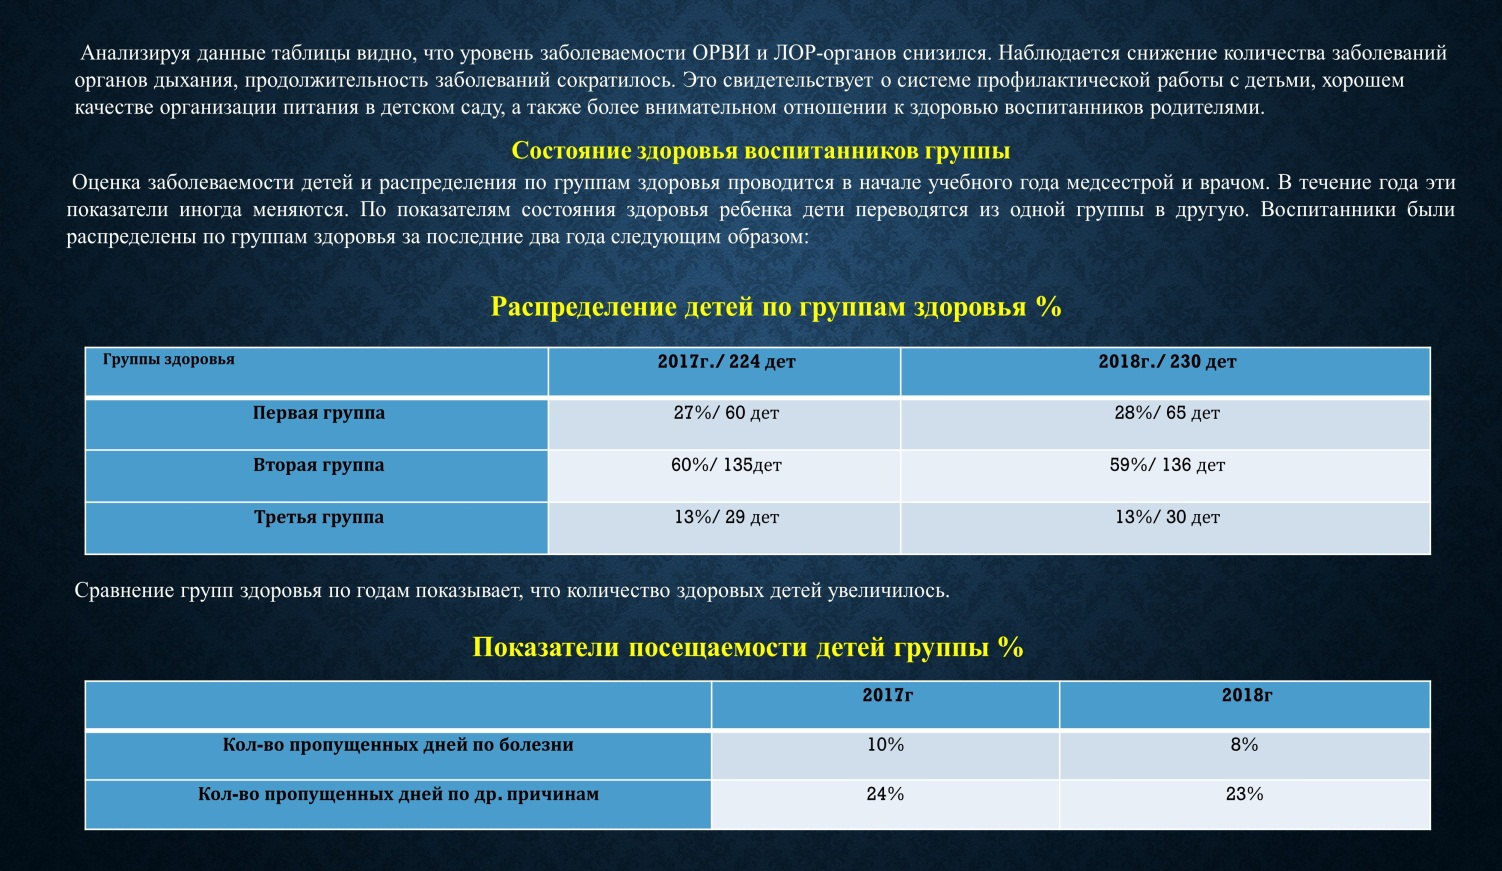 Анализируя данные таблицы видно, что уровень заболеваемости ОРВИ и ЛОР-органов снизился. Наблюдается снижение количества заболеваний
органов дыхания, продолжительность заболеваний сократилось. Это свидетельствует о системе профилактической работы с детьми, хорошем
качестве организации питания в детском саду, а также более внимательном отношении к здоровью воспитанников родителями.
Состояние здоровья воспитанников группы
Оценка заболеваемости детей и распределения по группам здоровья проводится в начале учебного года медсестрой и врачом. В течение года эти
показатели иногда меняются. По показателям состояния здоровья ребенка дети переводятся из одной группы в другую. Воспитанники были
распределены по группам здоровья за последние два года следующим образом:
Распределение детей по группам здоровья %
Группы здоровья 2017г./ 224 дет 2018г./ 230 дет
Первая группа 27%/ 60 дет 28%/ 65 дет
Вторая группа 60%/ 135дет 59%/ 136 дет
Третья группа 13%/ 29 дет 13%/ 30 дет
Сравнение групп здоровья по годам показывает, что количество здоровых детей увеличилось.
Показатели посещаемости детей группы %
2017г 2018г
Кол-во пропущенных дней по болезни 10% 8%
Кол-во пропущенных дней по др. причинам 24% 23%